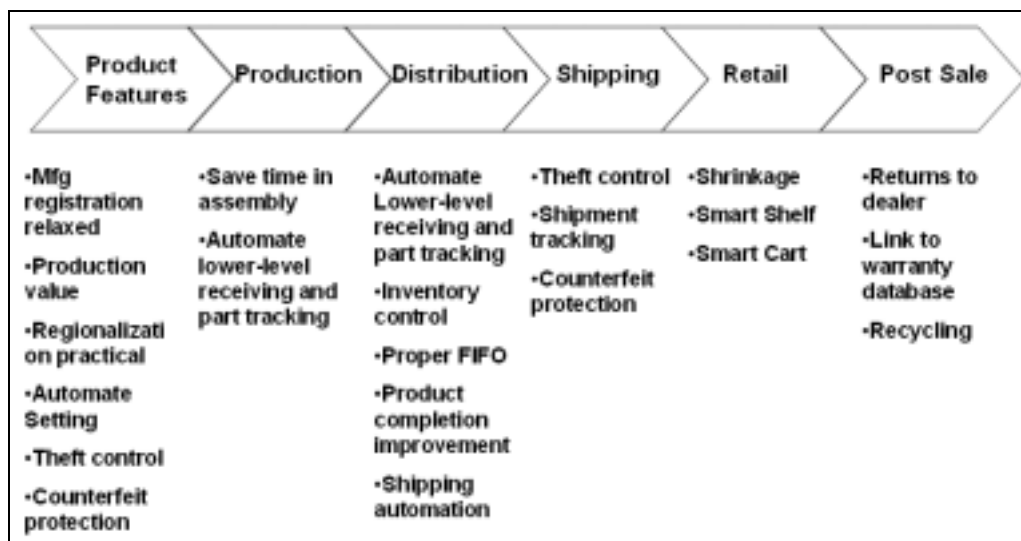 Product
Features
Production
Distribution
Shipping
Retail
Post Sale
•Mfg
registration
relaxed
•Production
value
•Regionalizati
on practical
•Automate
Setting
•Theft control
•Counterfeit
protection
•Save time in
assembly
•Automate
lower-level
receiving and
part tracking
•Automate
Lower-level
receiving and
part tracking
•Inventory
control
•Proper FIFO
•Product
completion
improvement
•Shipping
automation
•Theft control
•Shipment
tracking
•Counterfeit
protection
•Shrinkage
•Smart Shelf
•Smart Cart
•Returns to
dealer
•Link to
warranty
database
•Recycling